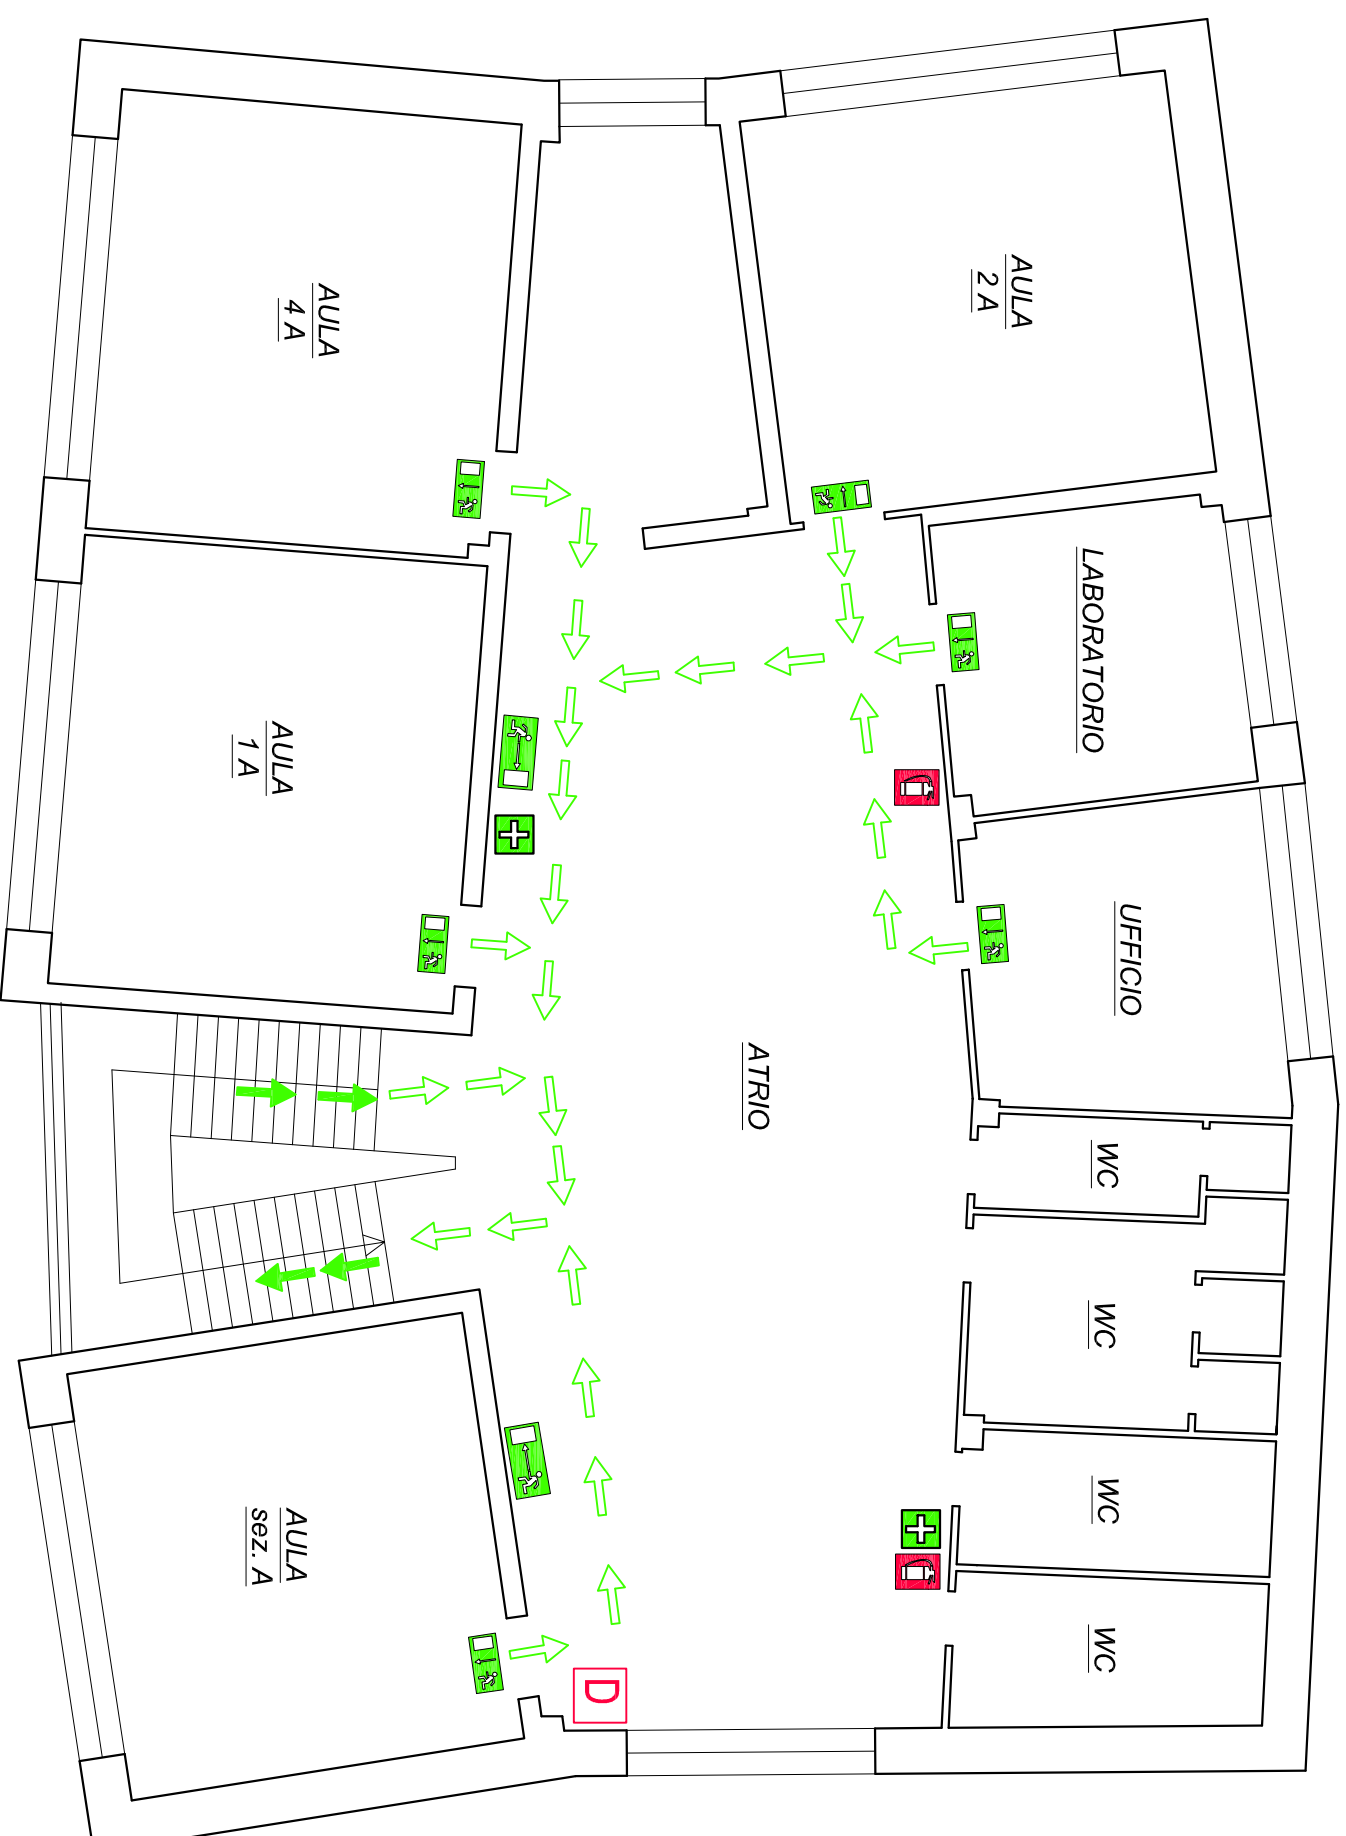 AULA
2 A
LABORATORIO
UFFICIO
WC
WC
WC
WC
ATRIO
D
AULA
4 A
AULA
1 A
AULA
sez. A